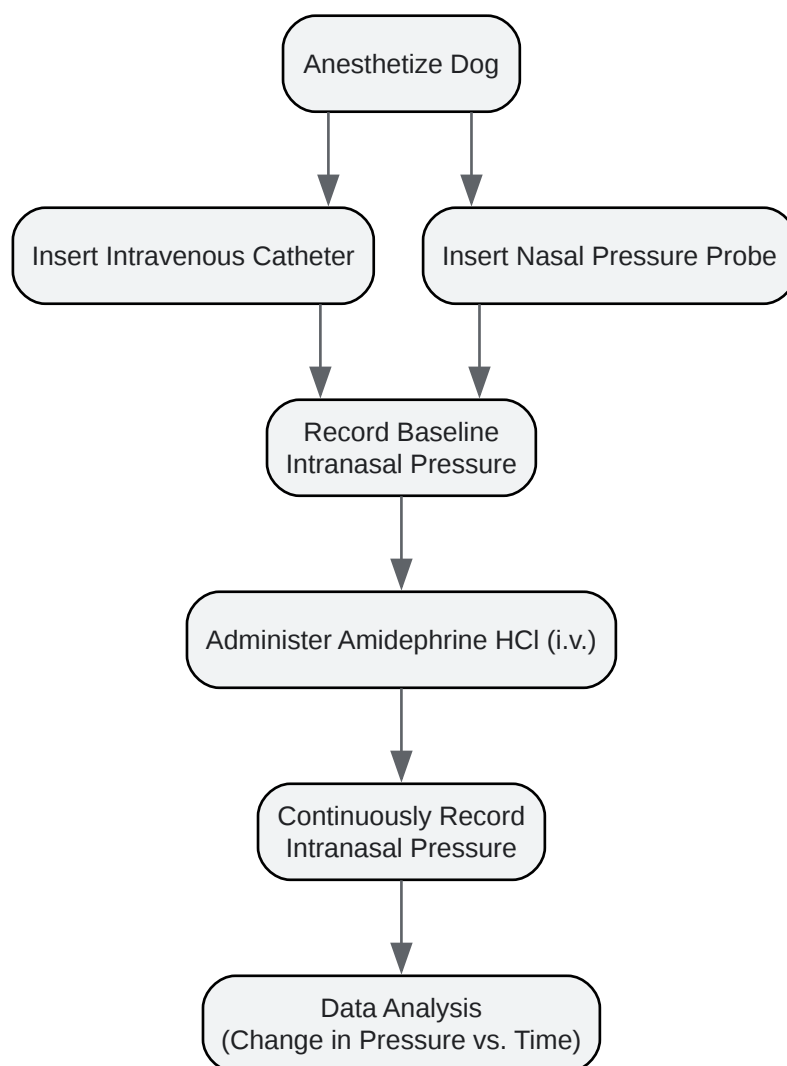 Anesthetize Dog
Insert Intravenous Catheter
Insert Nasal Pressure Probe
Record Baseline
Intranasal Pressure
Administer Amidephrine HCl (i.v.)
Continuously Record
Intranasal Pressure
Data Analysis
(Change in Pressure vs. Time)